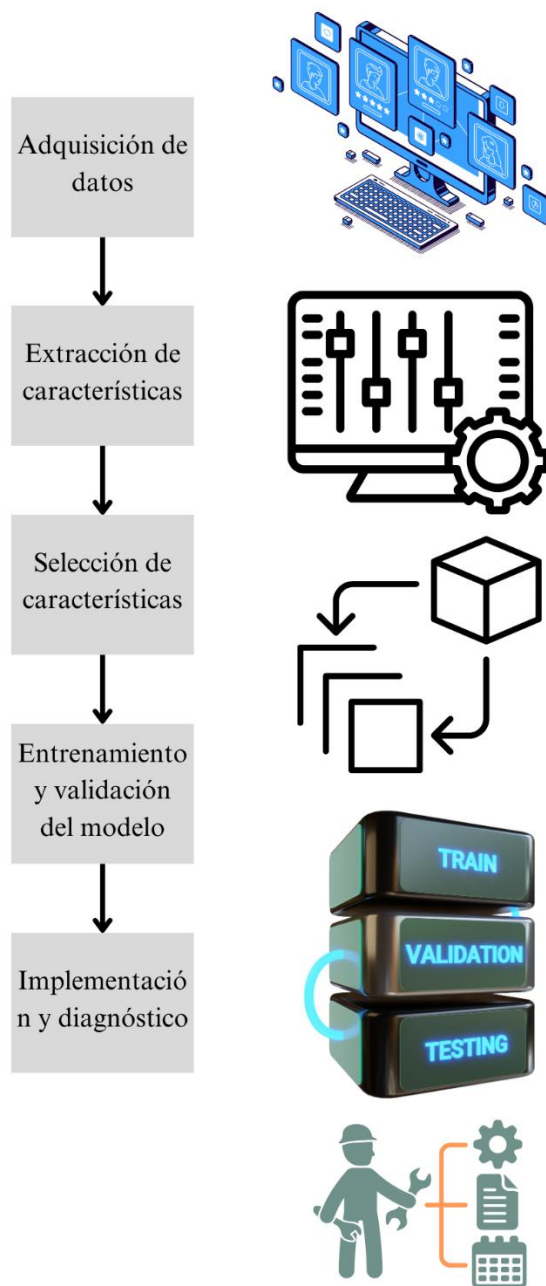 Adquisición de
datos
Extracción de
características
Selección de
características
Entrenamiento
y validación
del modelo
TRAIN
VALIDATION
TESTING
Implementació
n y diagnóstico